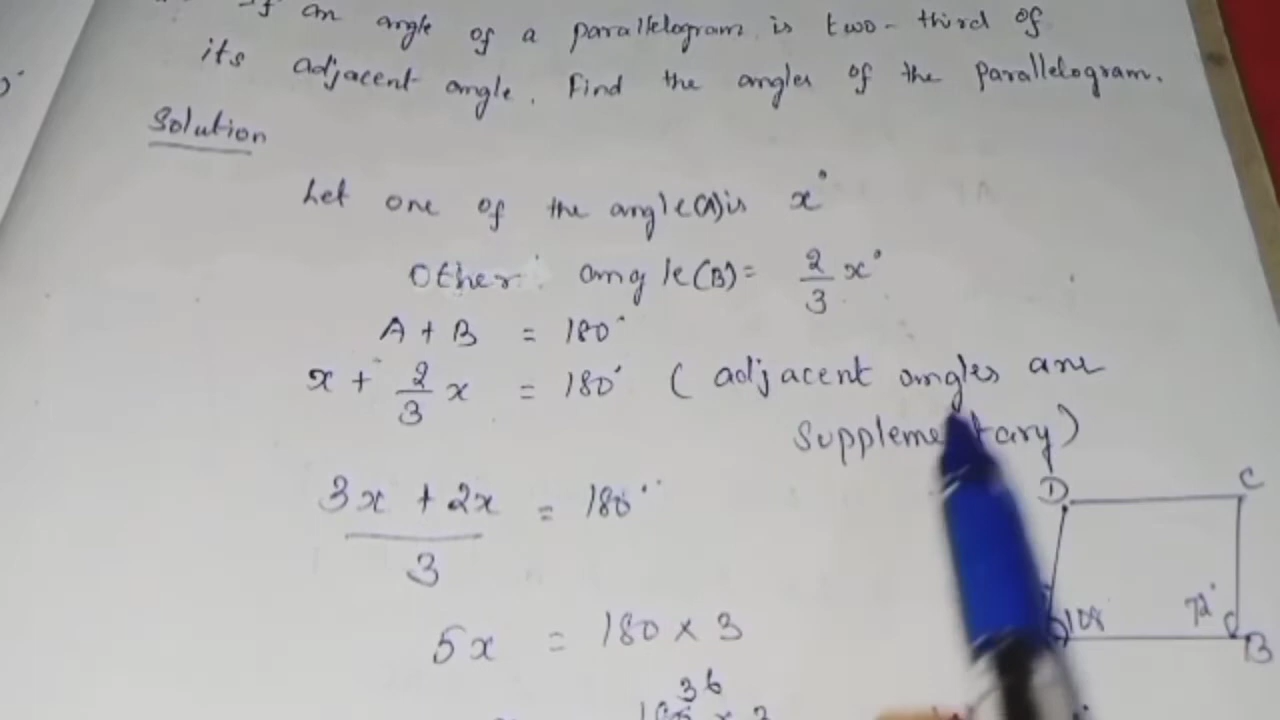 If an angle of a parallelogram is two-third of
its adjacent angle. Find the angles of the parallelogram.
Solution
Let one of the angle(A) is x°
Other angle(B) = 2/3 x°
A + B = 180°
x + 2/3 x = 180° (adjacent angles are
supplementary)
(3x + 2x)/3 = 180°
D C
5x = 180 × 3
108 72°
B
36